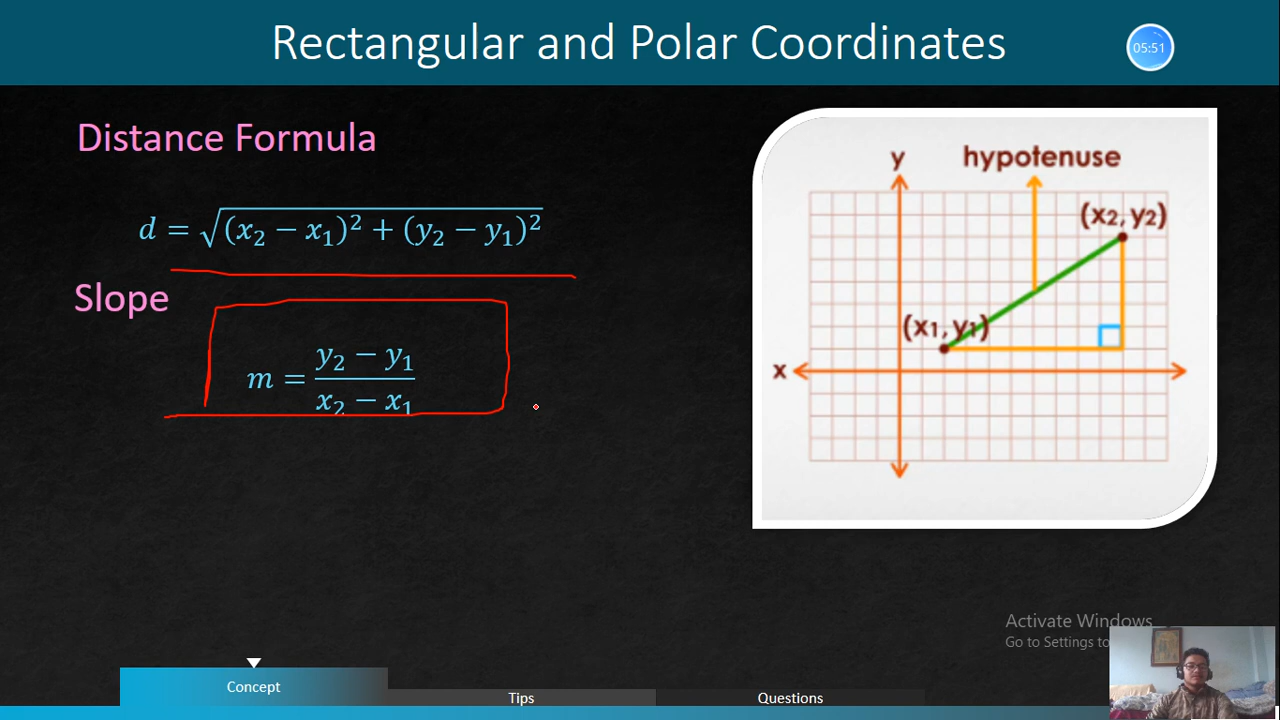 Rectangular and Polar Coordinates
05:51
Distance Formula
d = √(x₂ − x₁)² + (y₂ − y₁)²
Slope
m = y₂ − y₁ / x₂ − x₁
y
hypotenuse
(x₂, y₂)
(x₁, y₁)
x
Activate Windows
Go to Settings to
Concept
Tips
Questions